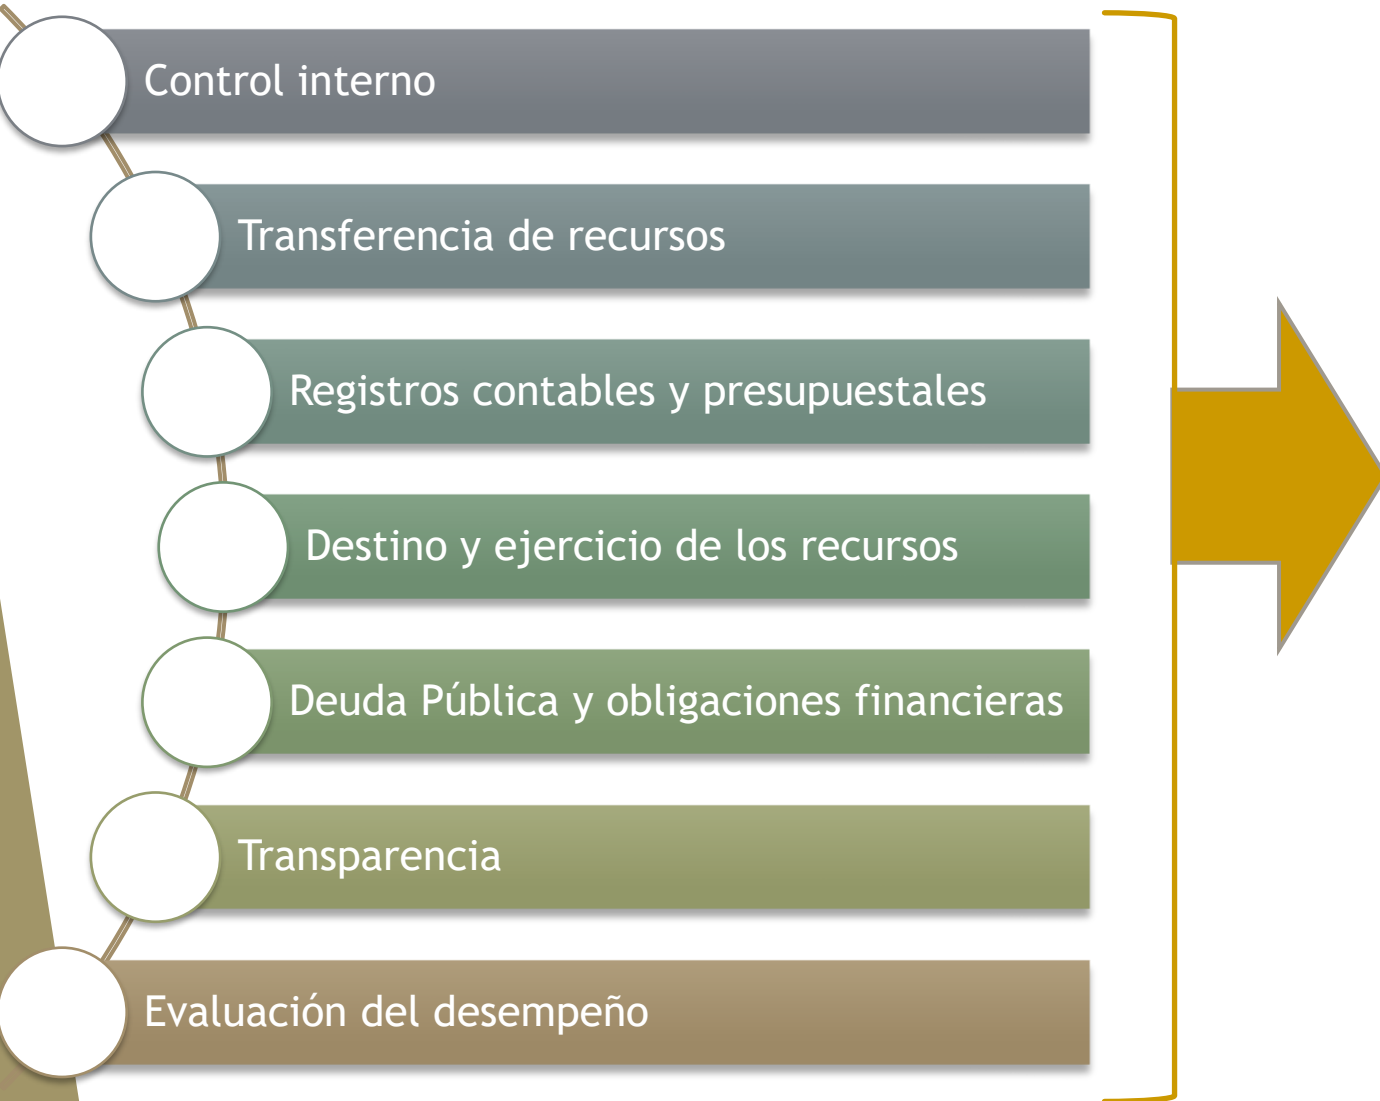 Control interno
Transferencia de recursos
Registros contables y presupuestales
Destino y ejercicio de los recursos
Deuda Pública y obligaciones financieras
Transparencia
Evaluación del desempeño